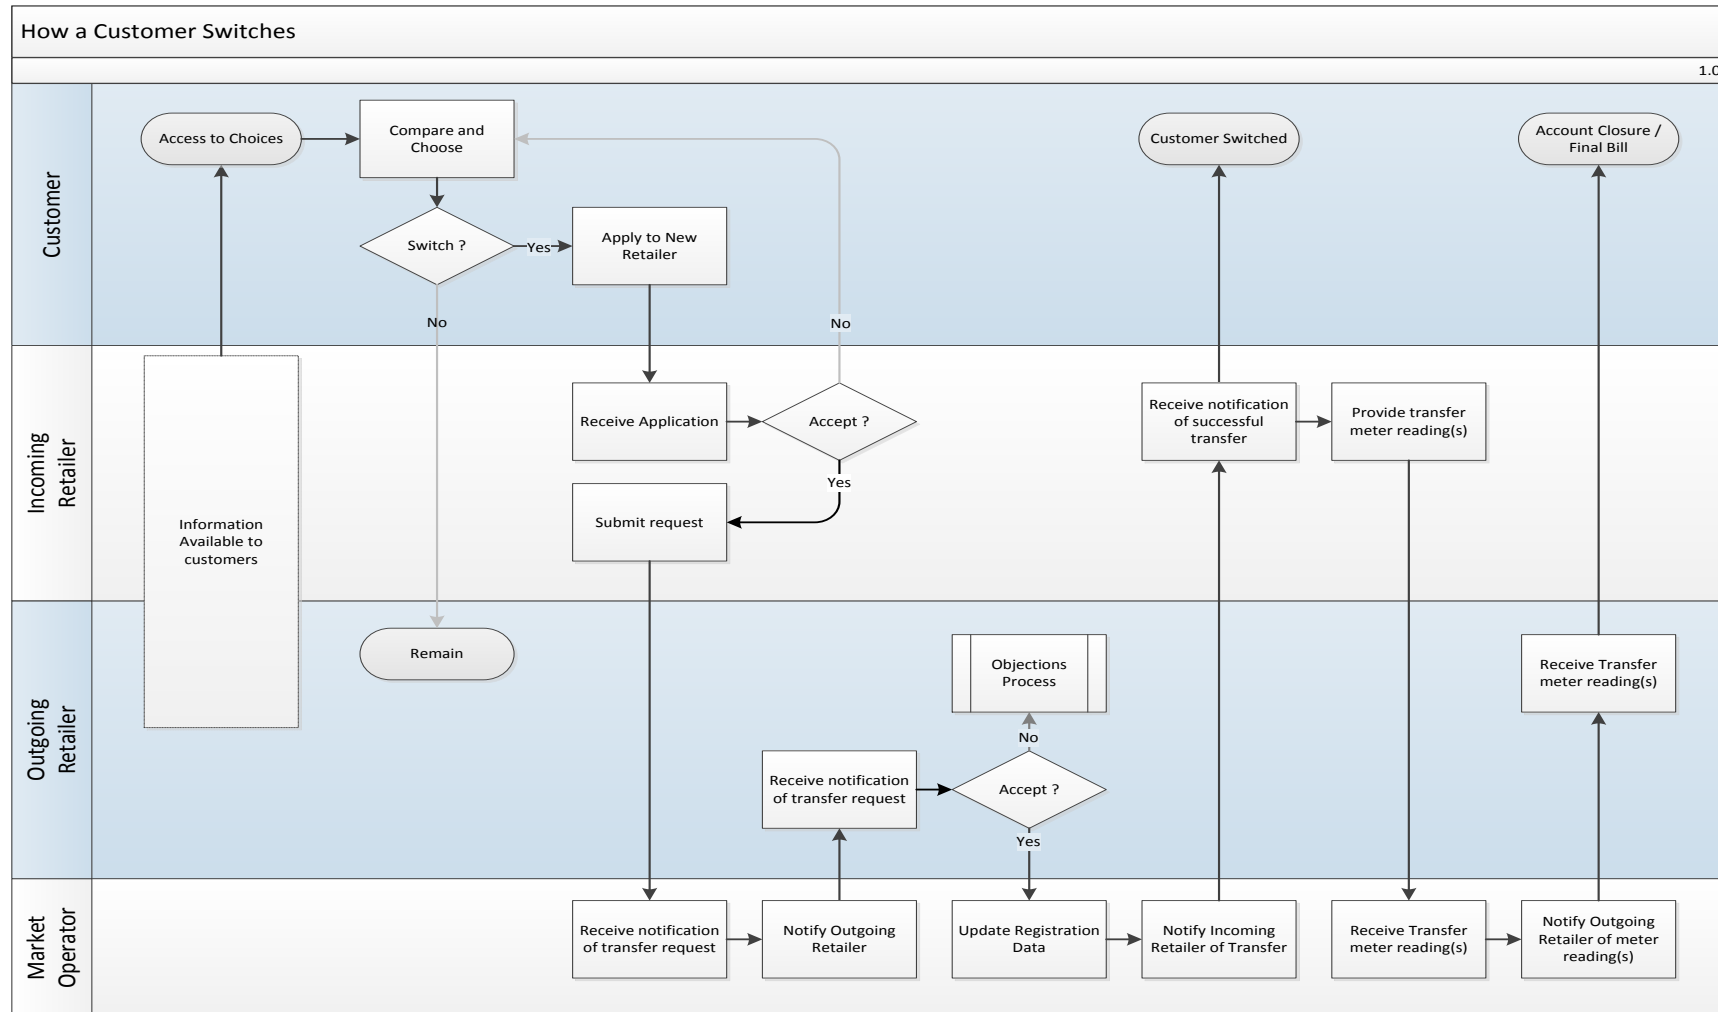 How a Customer Switches
1.0
Customer
Access to Choices
Compare and
Choose
Customer Switched
Account Closure /
Final Bill
Switch ?
Yes
Apply to New
Retailer
No
No
Incoming
Retailer
Information
Available to
customers
Receive Application
Accept ?
Receive notification
of successful
transfer
Provide transfer
meter reading(s)
Yes
Submit request
Outgoing
Retailer
Remain
Objections
Process
Receive Transfer
meter reading(s)
No
Receive notification
of transfer request
Accept ?
Yes
Market
Operator
Receive notification
of transfer request
Notify Outgoing
Retailer
Update Registration
Data
Notify Incoming
Retailer of Transfer
Receive Transfer
meter reading(s)
Notify Outgoing
Retailer of meter
reading(s)